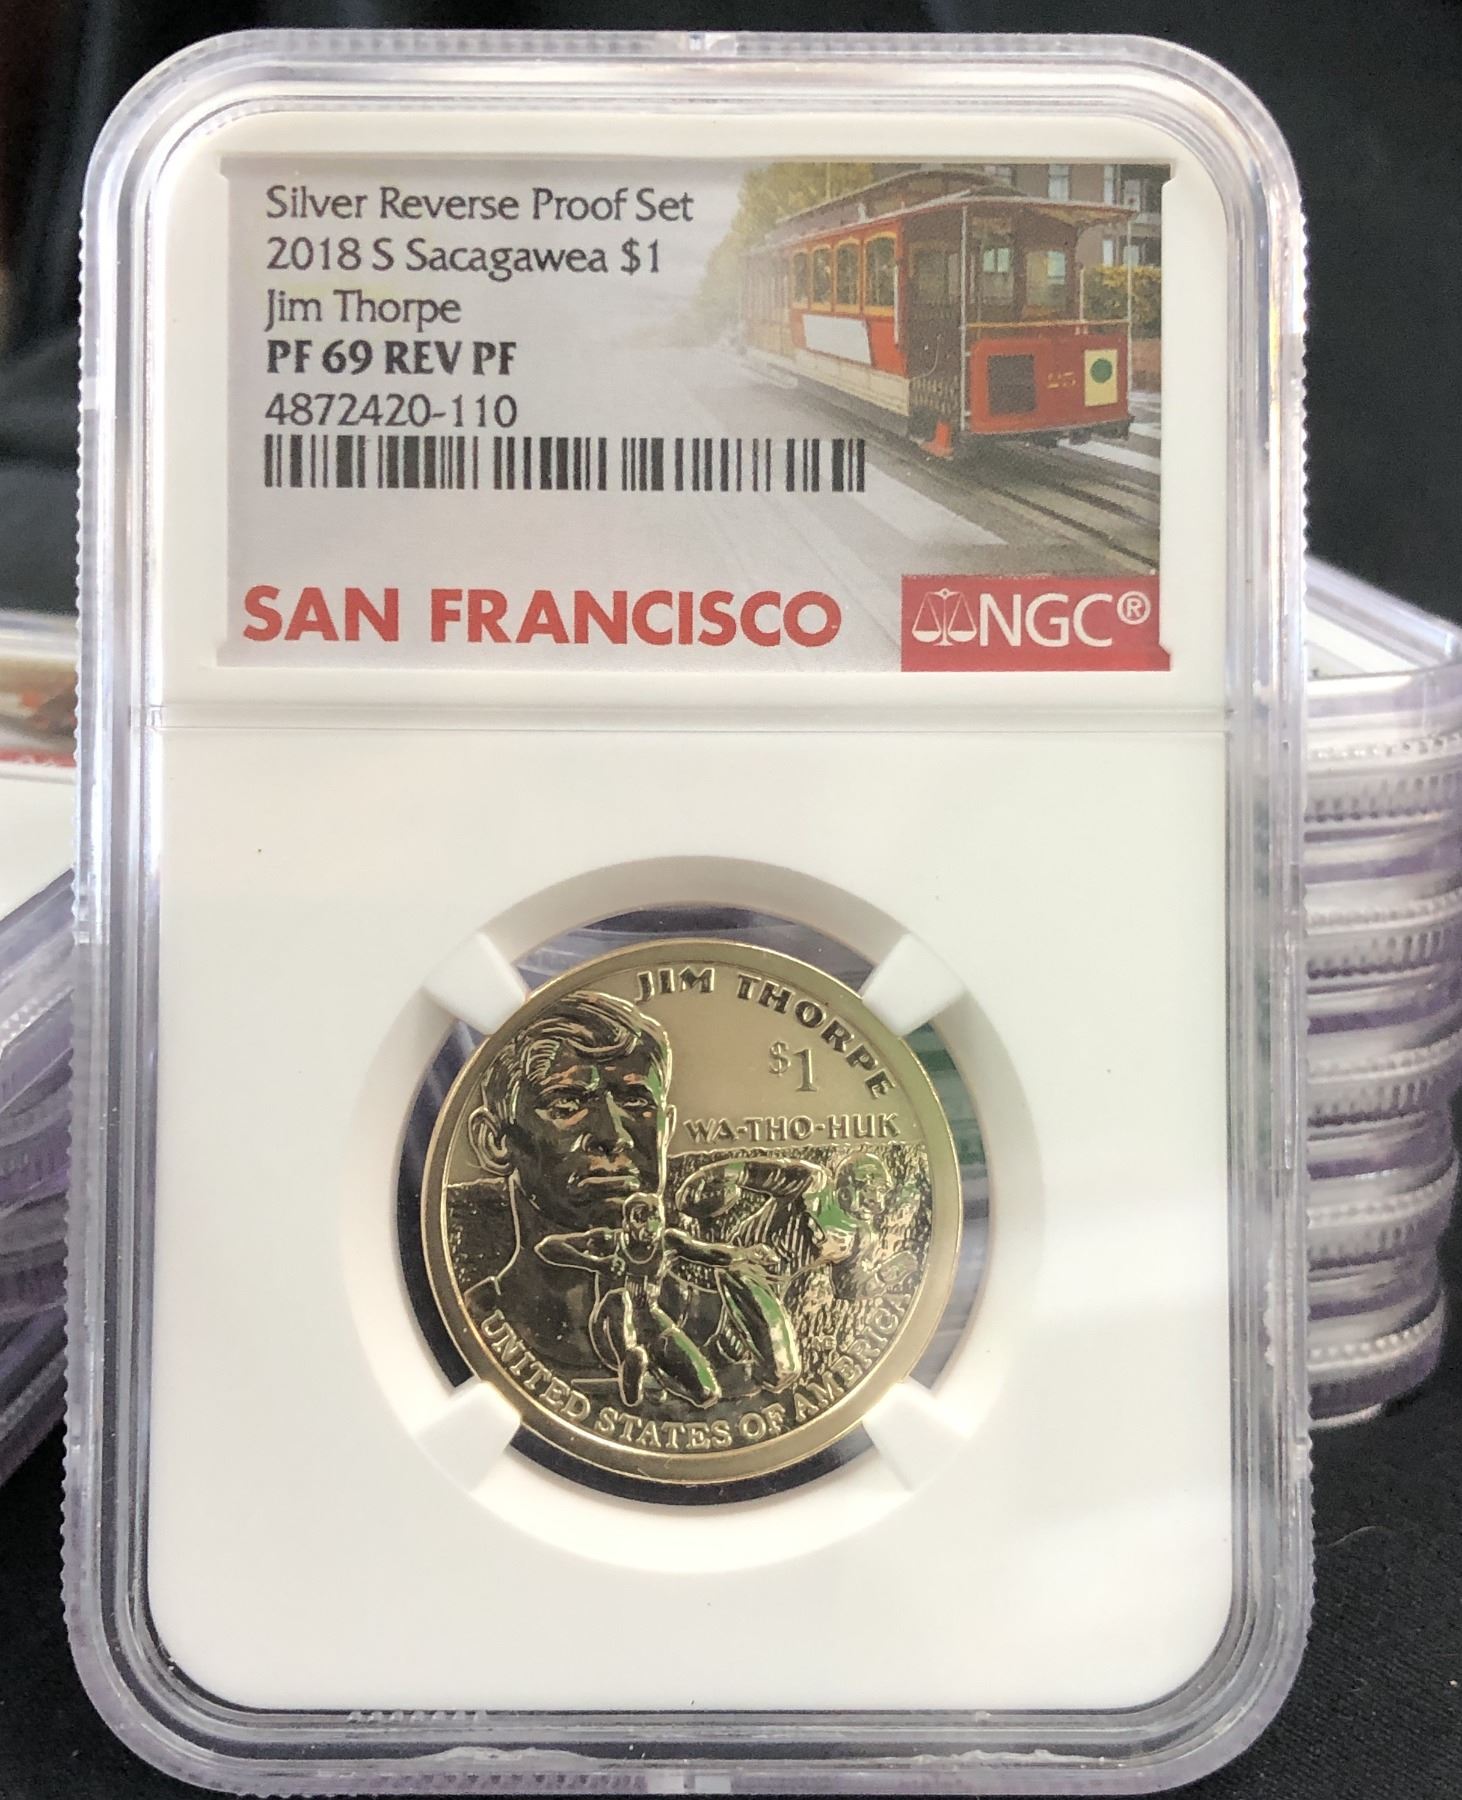 Silver Reverse Proof Set
2018 S Sacagawea $1
Jim Thorpe
PF 69 REV PF
4872420-110
SAN FRANCISCO
NGC®
JIM THORPE
$1
WA-THO-HUK
UNITED STATES OF AMERICA